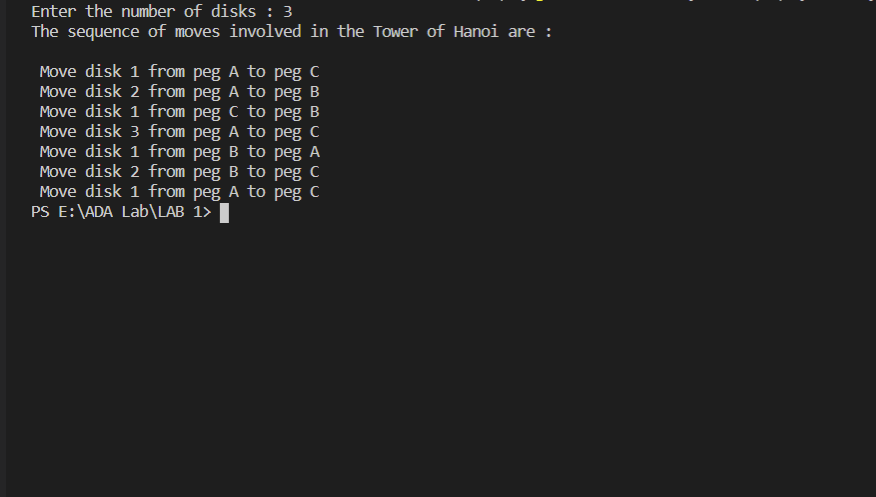 Enter the number of disks : 3
The sequence of moves involved in the Tower of Hanoi are :
Move disk 1 from peg A to peg C
Move disk 2 from peg A to peg B
Move disk 1 from peg C to peg B
Move disk 3 from peg A to peg C
Move disk 1 from peg B to peg A
Move disk 2 from peg B to peg C
Move disk 1 from peg A to peg C
PS E:\ADA Lab\LAB 1>